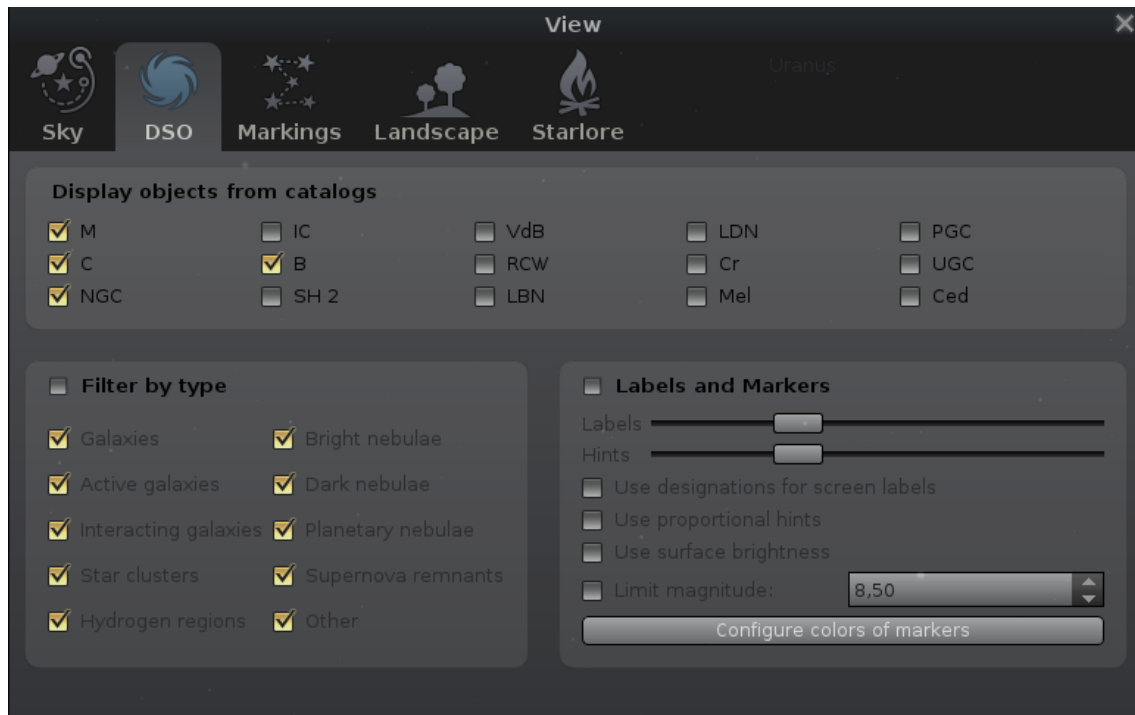 View
Uranus
Sky DSO Markings Landscape Starlore
Display objects from catalogs
M IC VdB LDN PGC
C B RCW Cr UGC
NGC SH 2 LBN Mel Ced
Filter by type
Galaxies Bright nebulae
Active galaxies Dark nebulae
Interacting galaxies Planetary nebulae
Star clusters Supernova remnants
Hydrogen regions Other
Labels and Markers
Labels
Hints
Use designations for screen labels
Use proportional hints
Use surface brightness
Limit magnitude: 8,50
Configure colors of markers